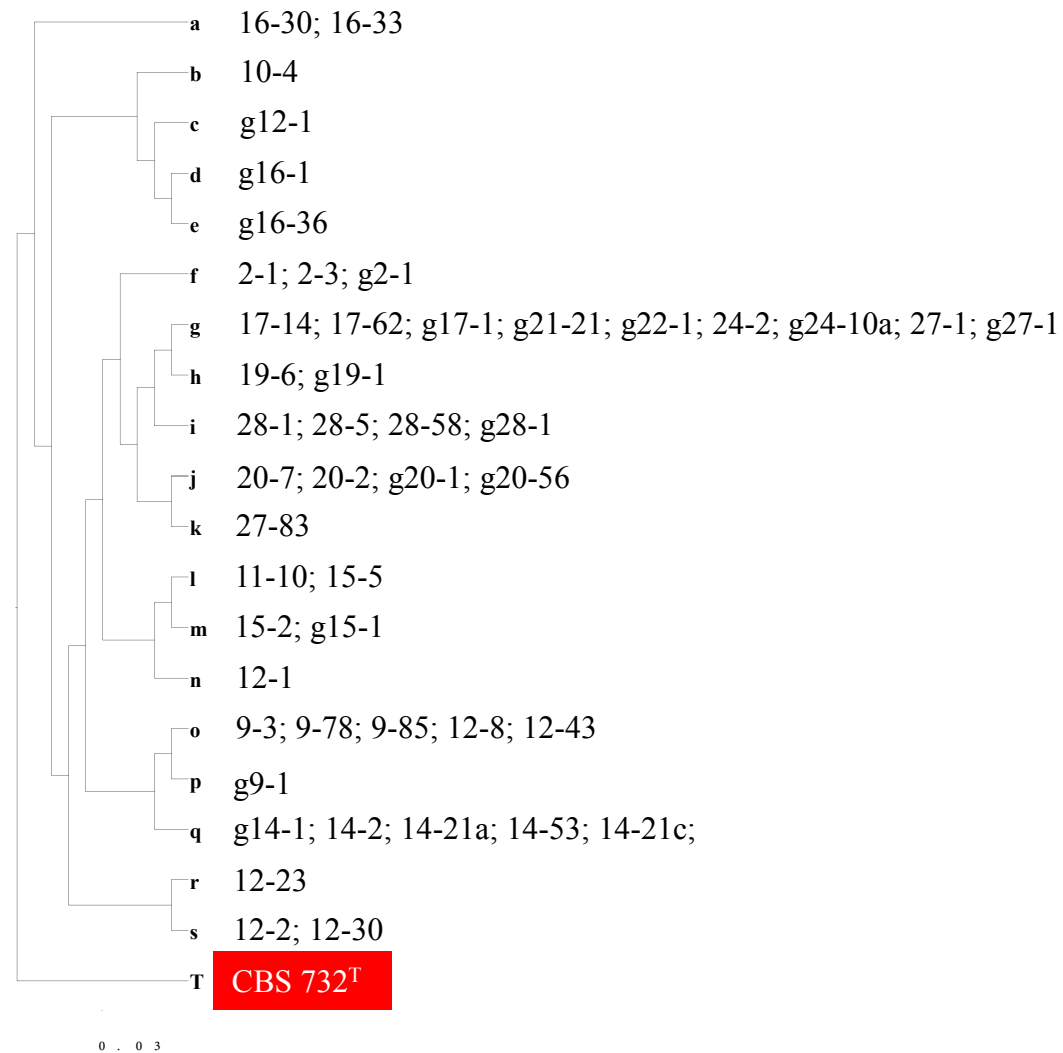 a 16-30; 16-33
b 10-4
c g12-1
d g16-1
e g16-36
f 2-1; 2-3; g2-1
g 17-14; 17-62; g17-1; g21-21; g22-1; 24-2; g24-10a; 27-1; g27-1
h 19-6; g19-1
i 28-1; 28-5; 28-58; g28-1
j 20-7; 20-2; g20-1; g20-56
k 27-83
l 11-10; 15-5
m 15-2; g15-1
n 12-1
o 9-3; 9-78; 9-85; 12-8; 12-43
p g9-1
q g14-1; 14-2; 14-21a; 14-53; 14-21c;
r 12-23
s 12-2; 12-30
T CBS 732ᵀ
0.03